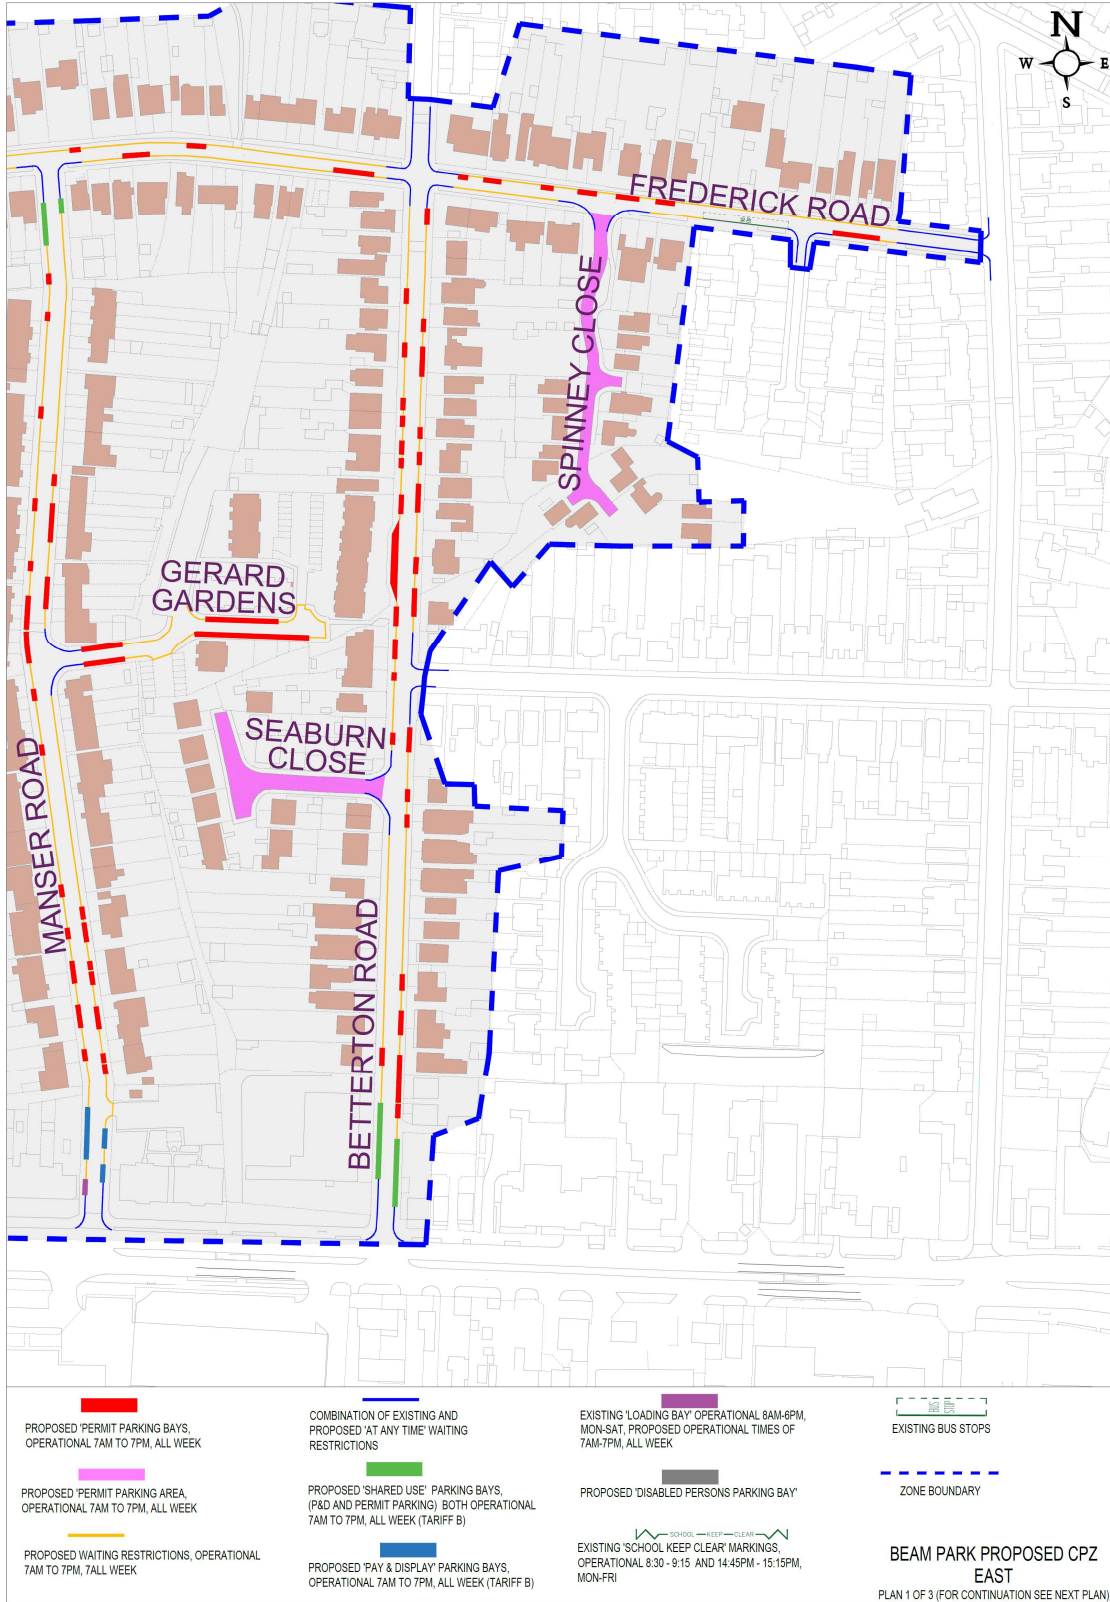 N
W
E
S
FREDERICK ROAD
SPINNEY CLOSE
GERARD
GARDENS
SEABURN
CLOSE
MANSER ROAD
BETTERTON ROAD
PROPOSED 'PERMIT PARKING BAYS,
OPERATIONAL 7AM TO 7PM, ALL WEEK
PROPOSED 'PERMIT PARKING AREA,
OPERATIONAL 7AM TO 7PM, ALL WEEK
PROPOSED WAITING RESTRICTIONS, OPERATIONAL
7AM TO 7PM, 7ALL WEEK
COMBINATION OF EXISTING AND
PROPOSED 'AT ANY TIME' WAITING
RESTRICTIONS
PROPOSED 'SHARED USE' PARKING BAYS,
(P&D AND PERMIT PARKING) BOTH OPERATIONAL
7AM TO 7PM, ALL WEEK (TARIFF B)
PROPOSED 'PAY & DISPLAY' PARKING BAYS,
OPERATIONAL 7AM TO 7PM, ALL WEEK (TARIFF B)
EXISTING 'LOADING BAY' OPERATIONAL 8AM-6PM,
MON-SAT, PROPOSED OPERATIONAL TIMES OF
7AM-7PM, ALL WEEK
PROPOSED 'DISABLED PERSONS PARKING BAY'
SCHOOL KEEP CLEAR
EXISTING 'SCHOOL KEEP CLEAR' MARKINGS,
OPERATIONAL 8:30 - 9:15 AND 14:45PM - 15:15PM,
MON-FRI
BUS
STOP
EXISTING BUS STOPS
ZONE BOUNDARY
BEAM PARK PROPOSED CPZ
EAST
PLAN 1 OF 3 (FOR CONTINUATION SEE NEXT PLAN)